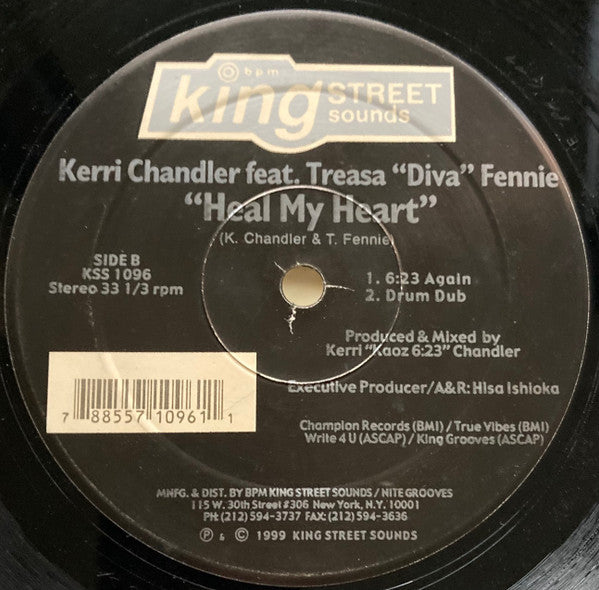 bpm
king STREET
sounds
Kerri Chandler feat. Treasa "Diva" Fennie
"Heal My Heart"
(K. Chandler & T. Fennie)
SIDE B
KSS 1096
Stereo 33 1/3 rpm
1. 6:23 Again
2. Drum Dub
Produced & Mixed by
Kerri "Kaoz 6:23" Chandler
Executive Producer/A&R: Hisa Ishioka
7 88557 10961 1
Champion Records (BMI) / True Vibes (BMI)
Write 4 U (ASCAP) / King Grooves (ASCAP)
MNFG. & DIST. BY BPM KING STREET SOUNDS / NITE GROOVES
115 W. 30th Street #306 New York, N.Y. 10001
PH: (212) 594-3737 FAX: (212) 594-3636
℗ & © 1999 KING STREET SOUNDS